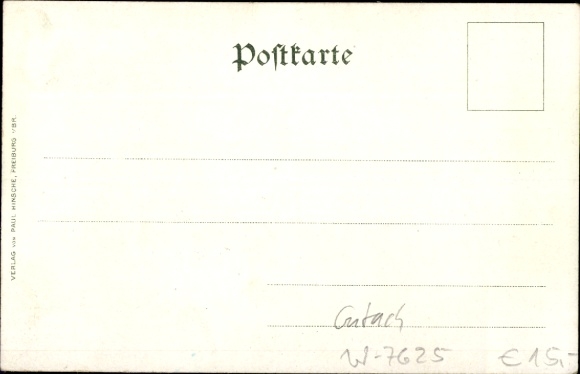 Postkarte
VERLAG von PAUL HINSCHE, FREIBURG i/BR.
Gutach
W-7625 €15,-